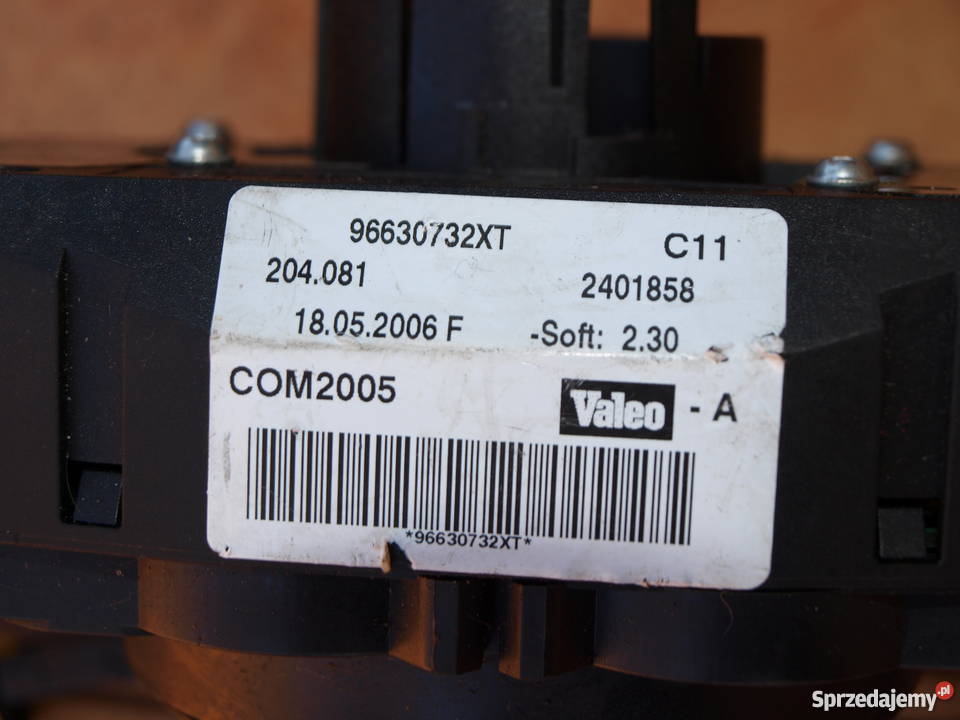 96630732XT C11
204.081 2401858
18.05.2006 F -Soft: 2.30
COM2005 Valeo - A
*96630732XT*
Sprzedajemy.pl